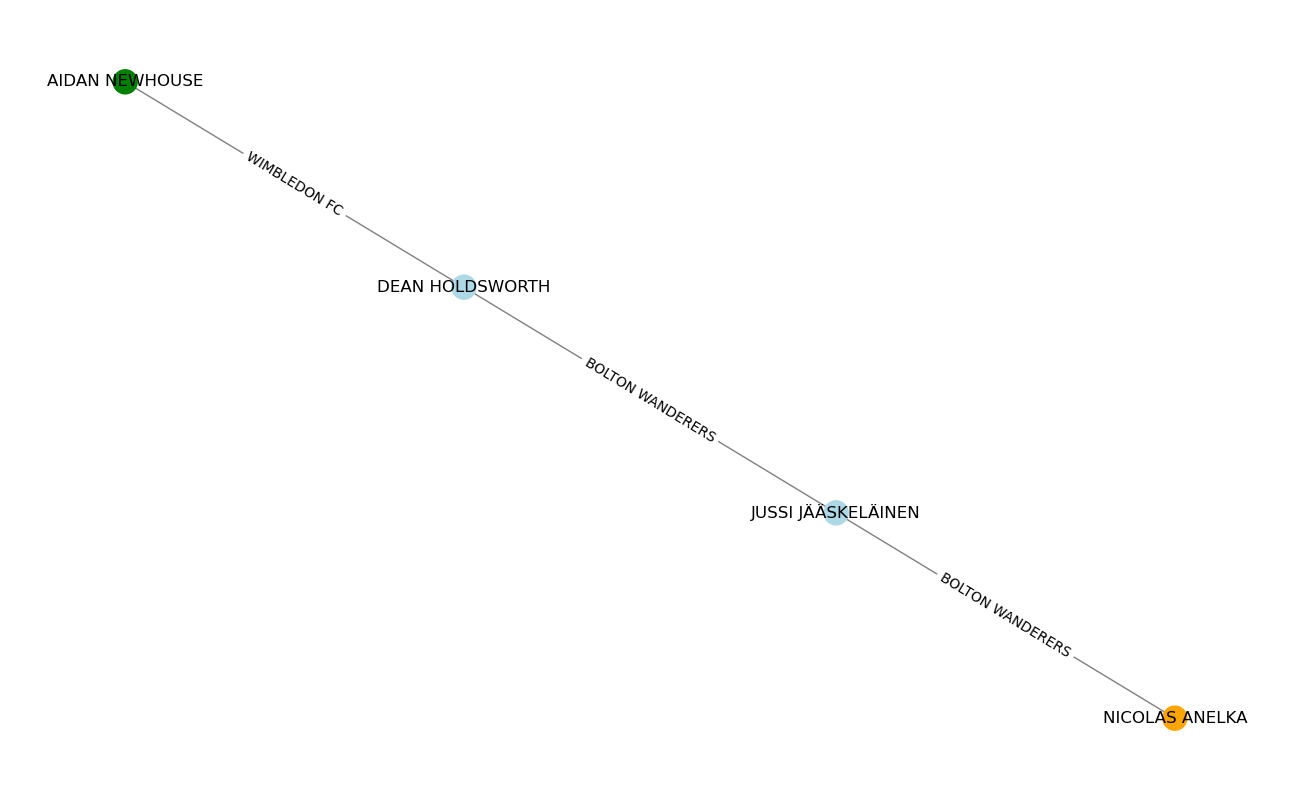 AIDAN NEWHOUSE
WIMBLEDON FC
DEAN HOLDSWORTH
BOLTON WANDERERS
JUSSI JÄÄSKELÄINEN
BOLTON WANDERERS
NICOLAS ANELKA